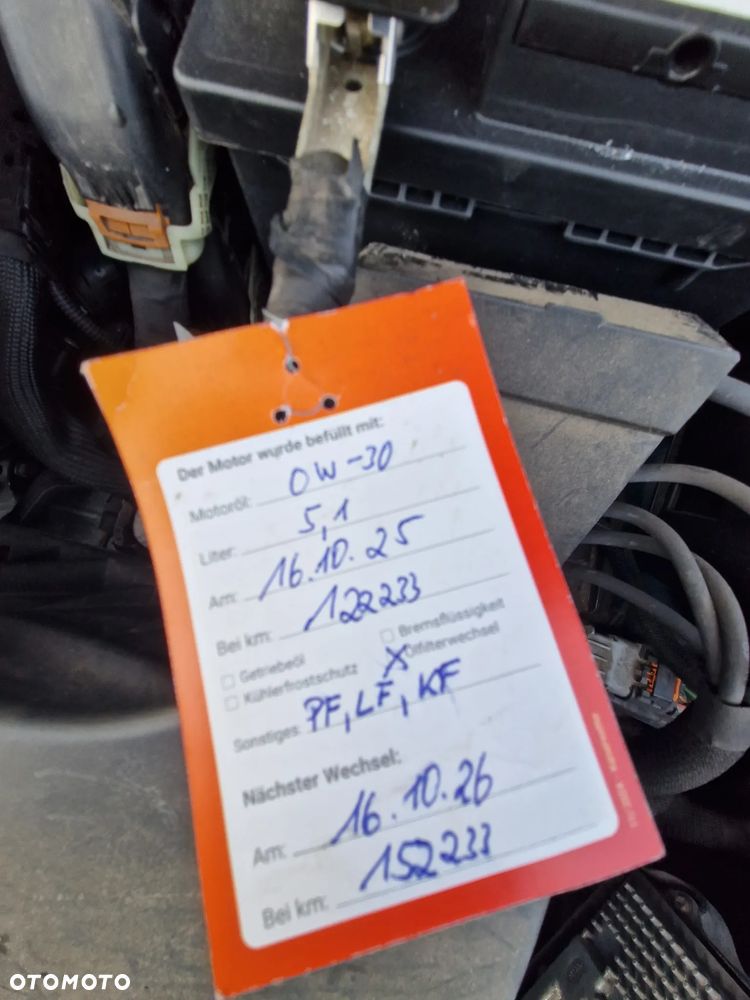 Der Motor wurde befüllt mit:
Motoröl: 0W-30
Liter: 5,1
Am: 16.10.25
Bei km: 122233
Getriebeöl Bremsflüssigkeit
Kühlerfrostschutz X Ölfilterwechsel
Sonstiges: PF, LF, KF
Nächster Wechsel:
Am: 16.10.26
Bei km: 152233
OTOMOTO